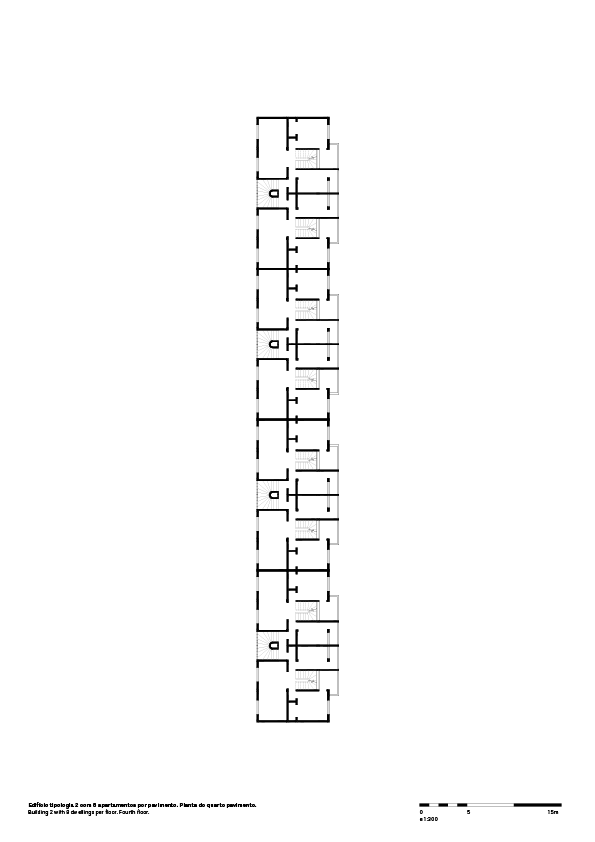 Edifício tipologia 2 com 8 apartamentos por pavimento. Planta do quarto pavimento.
Building 2 with 8 dwellings per floor. Fourth floor.
0 5 15m
e 1:200